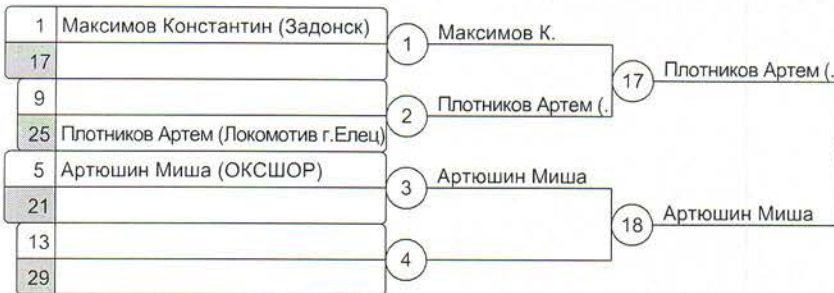 1 Максимов Константин (Задонск)
17
9
25 Плотников Артем (Локомотив г.Елец)
5 Артюшин Миша (ОКСШОР)
21
13
29
1 Максимов К.
2 Плотников Артем (.
3 Артюшин Миша
4
17 Плотников Артем (.
18 Артюшин Миша